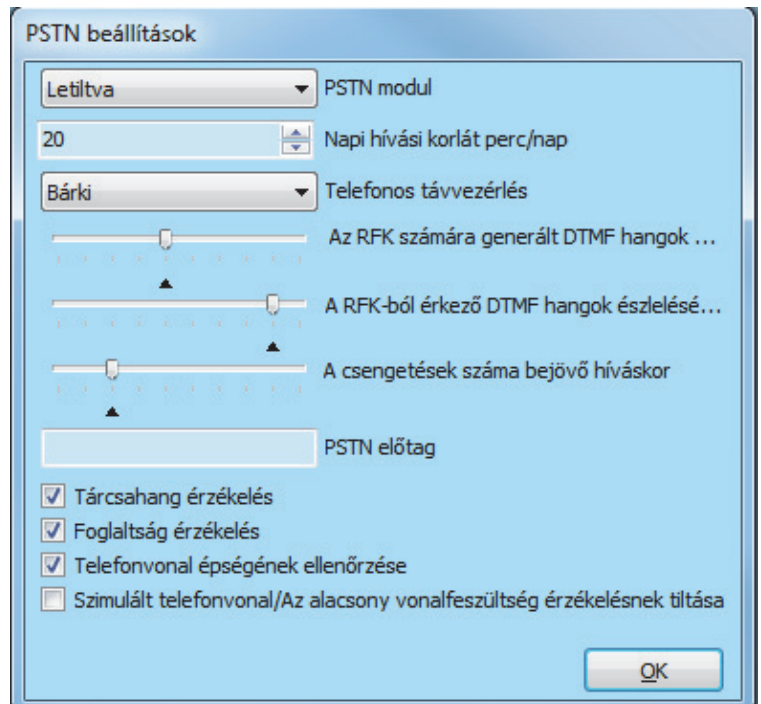 PSTN beállítások
Letiltva PSTN modul
20 Napi hívási korlát perc/nap
Bárki Telefonos távvezérlés
Az RFK számára generált DTMF hangok ...
A RFK-ból érkező DTMF hangok észlelésé...
A csengetések száma bejövő híváskor
PSTN előtag
Tárcsahang érzékelés
Foglaltság érzékelés
Telefonvonal épségének ellenőrzése
Szimulált telefonvonal/Az alacsony vonalfeszültség érzékelésnek tiltása
OK